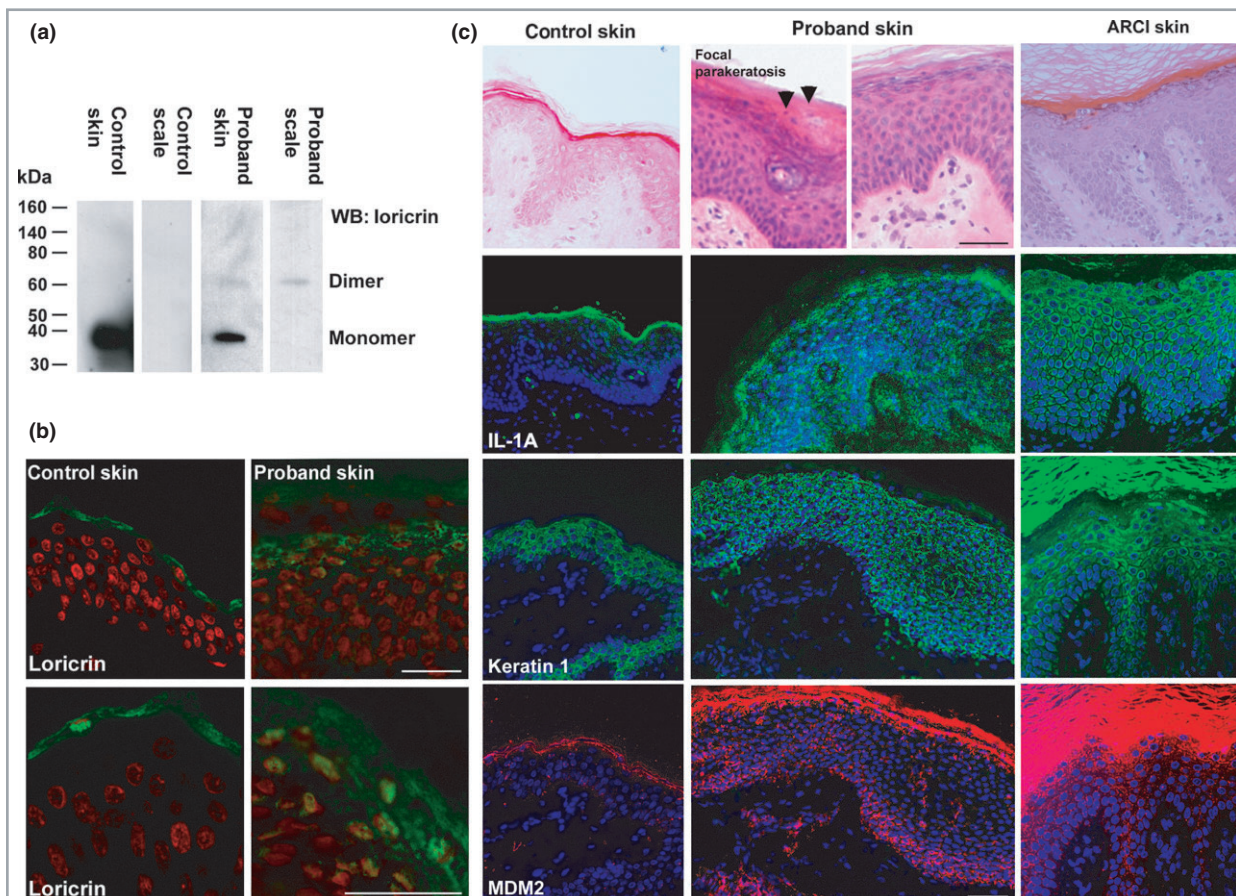 (a)
Control
skin
Control
scale
Proband
skin
Proband
scale
kDa
160
140
80
60
50
40
30
WB: loricrin
Dimer
Monomer
(b)
Control skin
Proband skin
Loricrin
Loricrin
(c)
Control skin
Proband skin
ARCI skin
Focal
parakeratosis
IL-1A
Keratin 1
MDM2